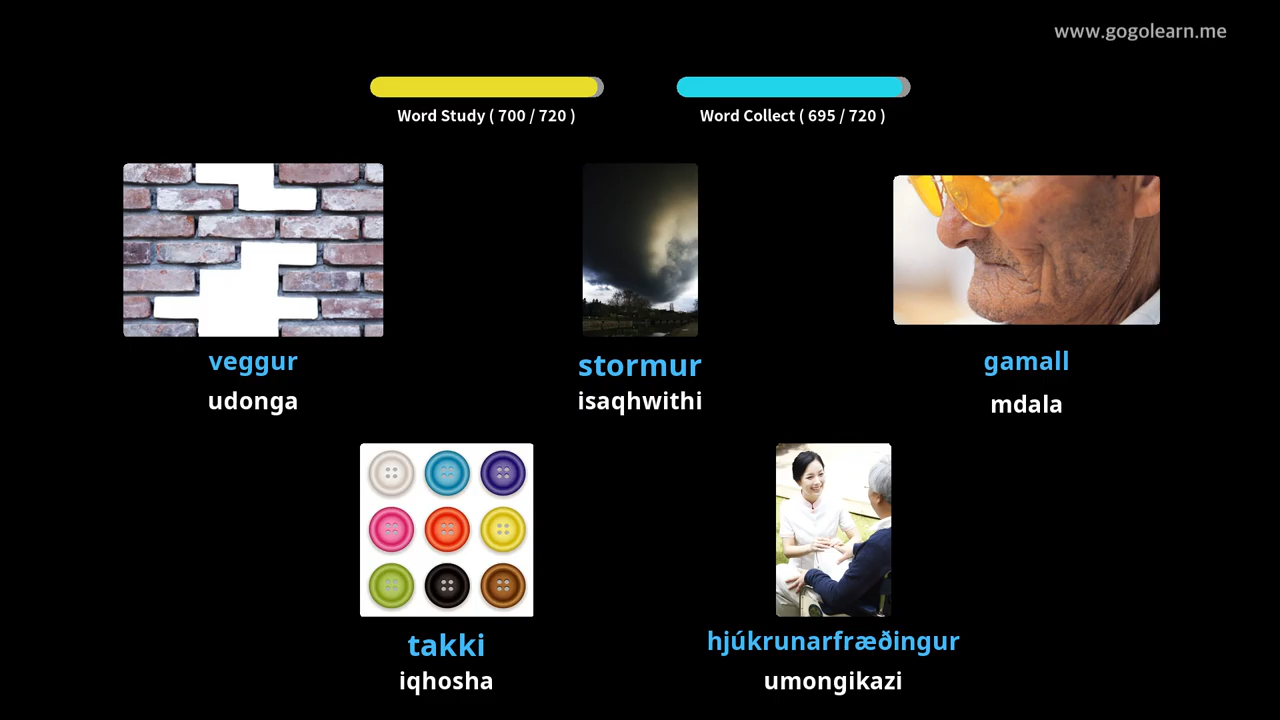 www.gogolearn.me
Word Study ( 700 / 720 )
Word Collect ( 695 / 720 )
veggur
udonga
stormur
isaqhwithi
gamall
mdala
takki
iqhosha
hjúkrunarfræðingur
umongikazi